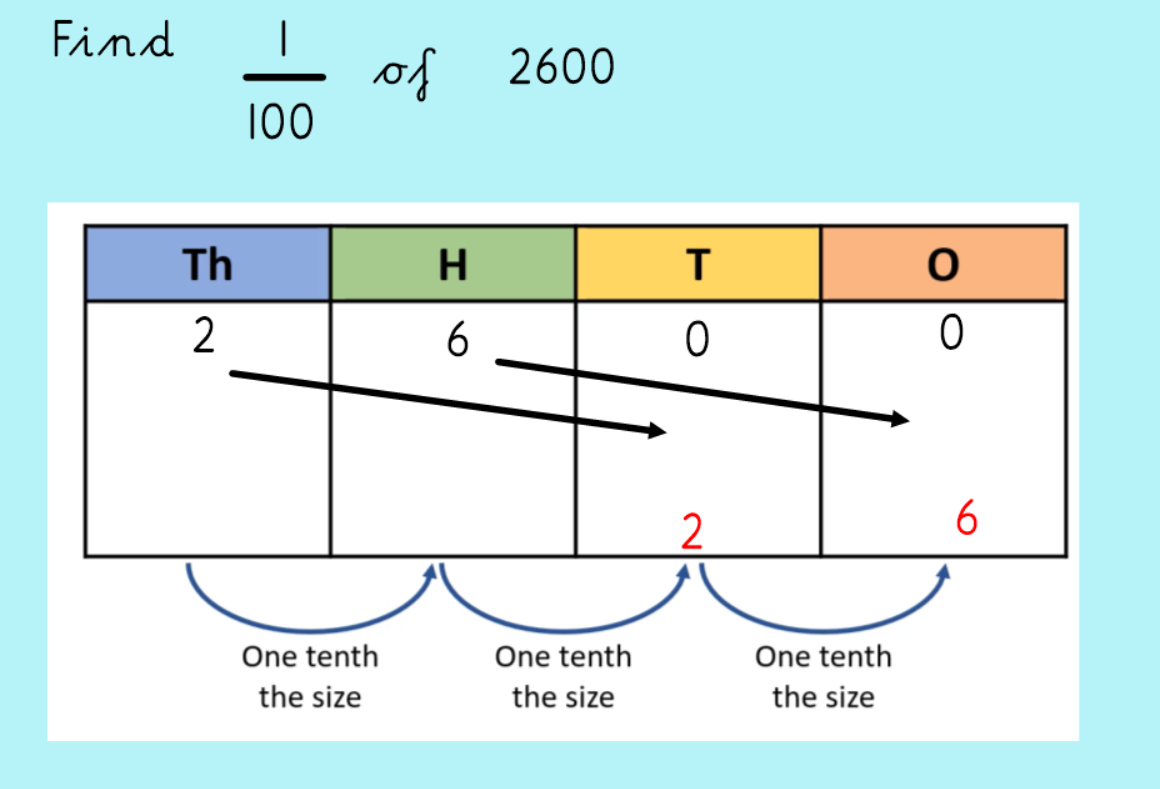 Find 1/100 of 2600
Th H T O
2 6 0 0
2 6
One tenth One tenth One tenth
the size the size the size